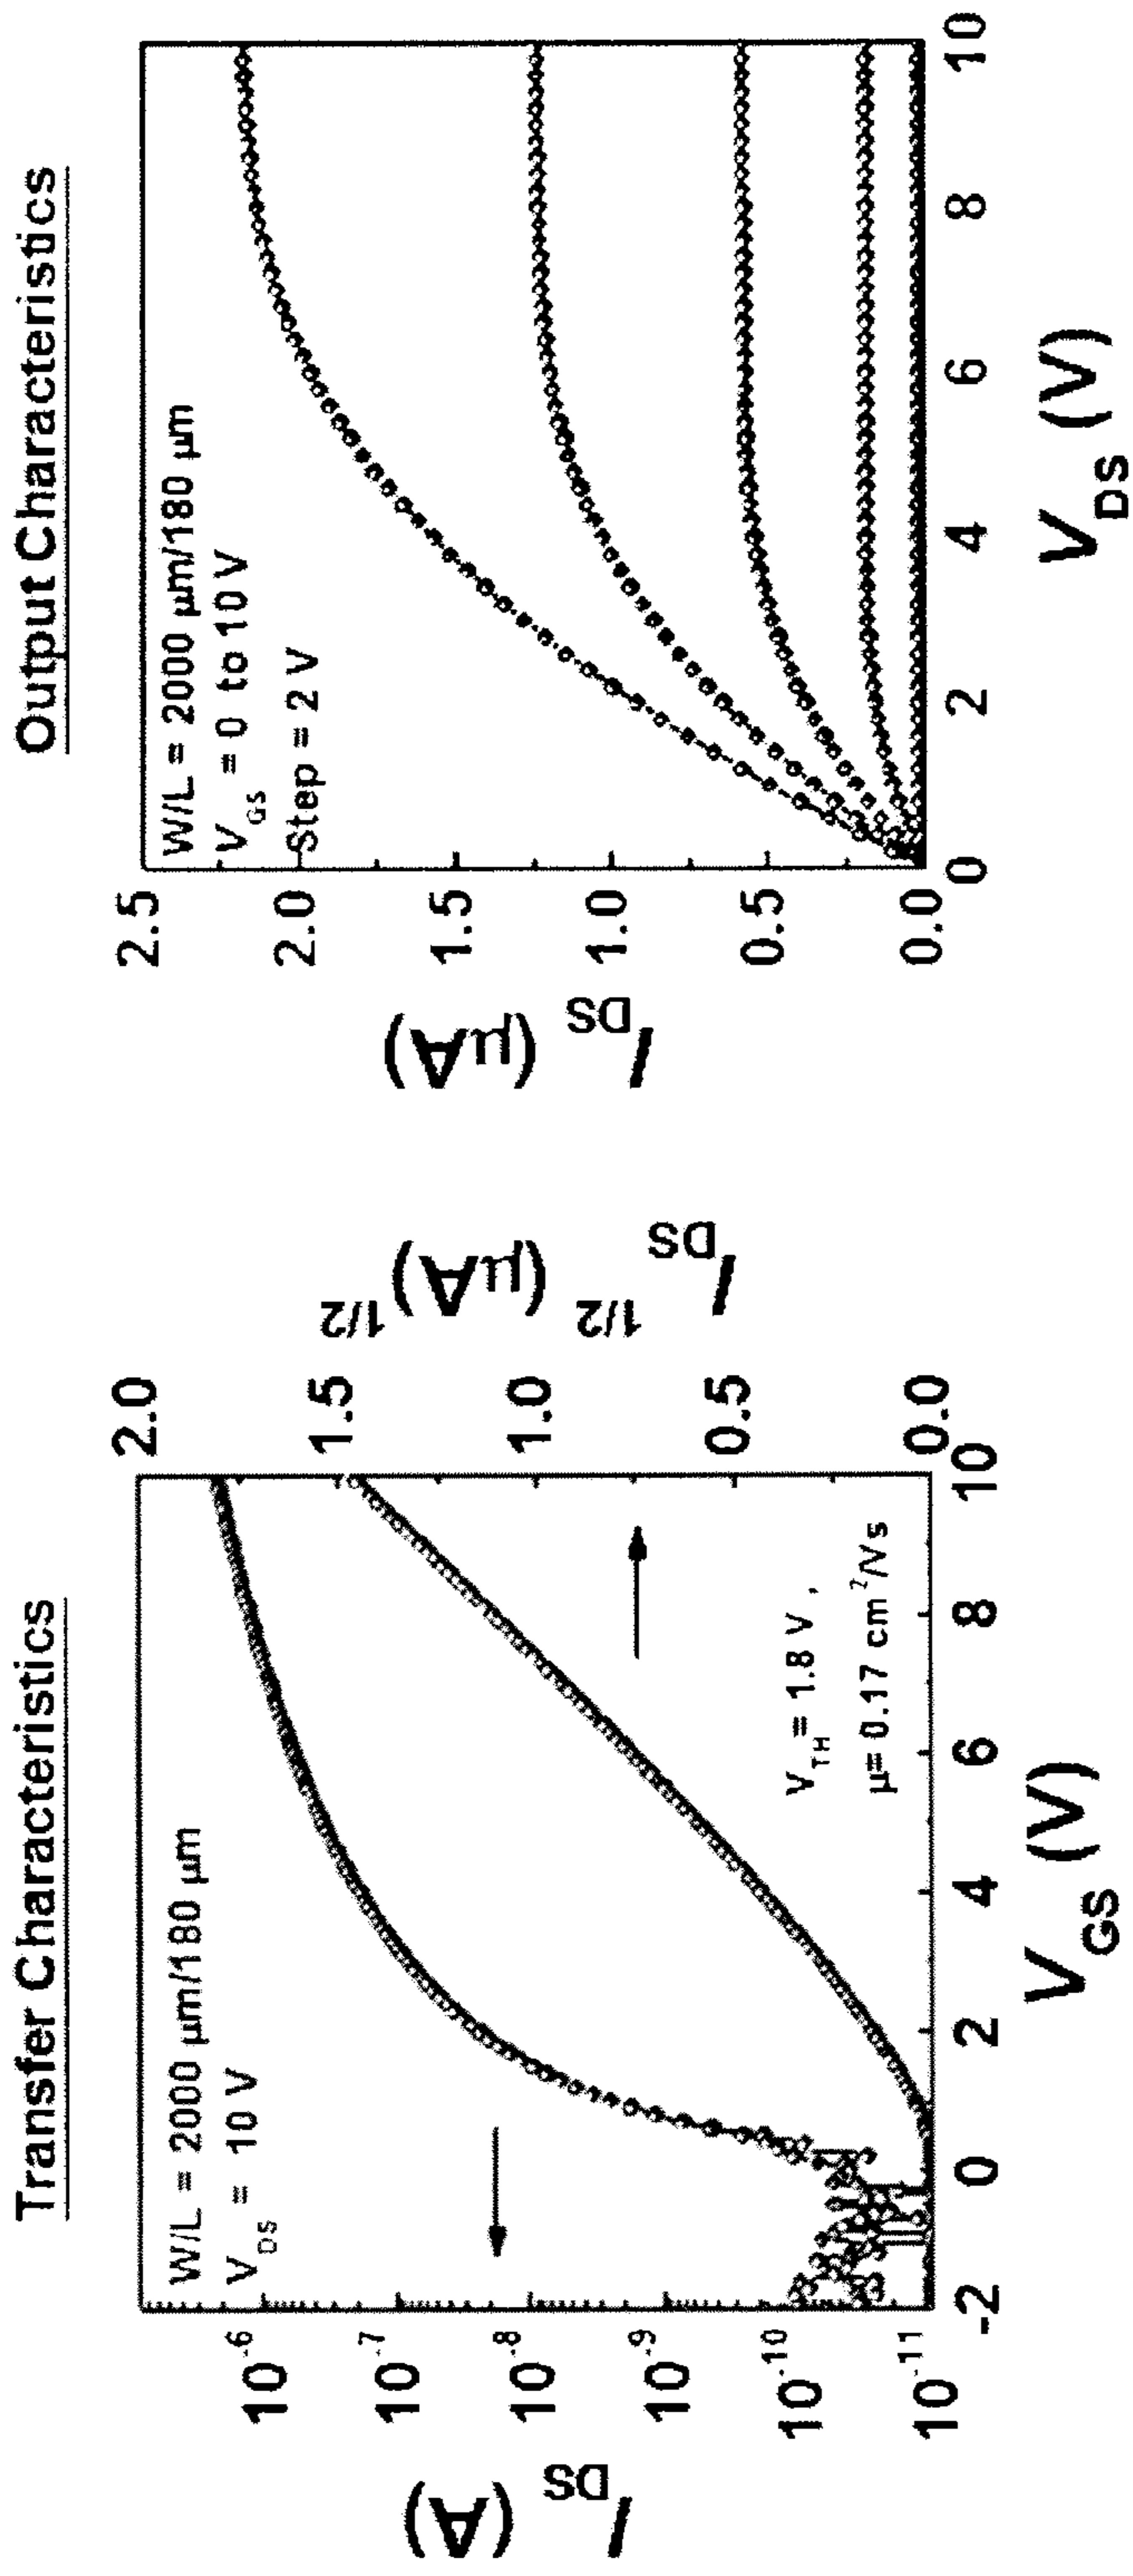 Transfer Characteristics
W/L = 2000 μm/180 μm
V_DS = 10 V
V_TH = 1.8 V ,
μ= 0.17 cm²/Vs
I_DS (A)
10⁻⁶
10⁻⁷
10⁻⁸
10⁻⁹
10⁻¹⁰
10⁻¹¹
-2
0
2
4
6
8
10
V_GS (V)
2.0
1.5
1.0
0.5
0.0
I_DS^1/2 (μA)^1/2
Output Characteristics
W/L = 2000 μm/180 μm
V_GS = 0 to 10 V
Step = 2 V
I_DS (μA)
2.5
2.0
1.5
1.0
0.5
0.0
0
2
4
6
8
10
V_DS (V)